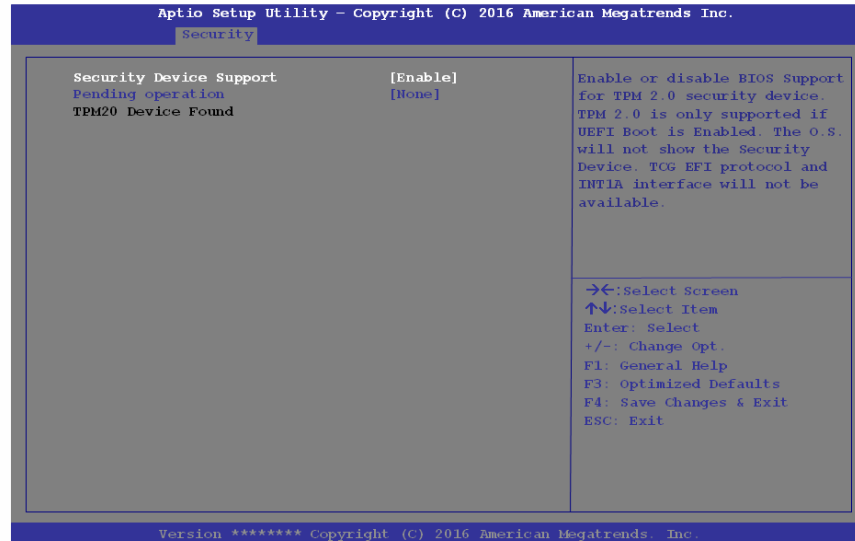 Aptio Setup Utility – Copyright (C) 2016 American Megatrends Inc.
Security
Security Device Support [Enable]
Pending operation [None]
TPM20 Device Found
Enable or disable BIOS Support
for TPM 2.0 security device.
TPM 2.0 is only supported if
UEFI Boot is Enabled. The O.S.
will not show the Security
Device. TCG EFI protocol and
INT1A interface will not be
available.
→←:Select Screen
↑↓:Select Item
Enter: Select
+/-: Change Opt.
F1: General Help
F3: Optimized Defaults
F4: Save Changes & Exit
ESC: Exit
Version ******** Copyright (C) 2016 American Megatrends. Inc.